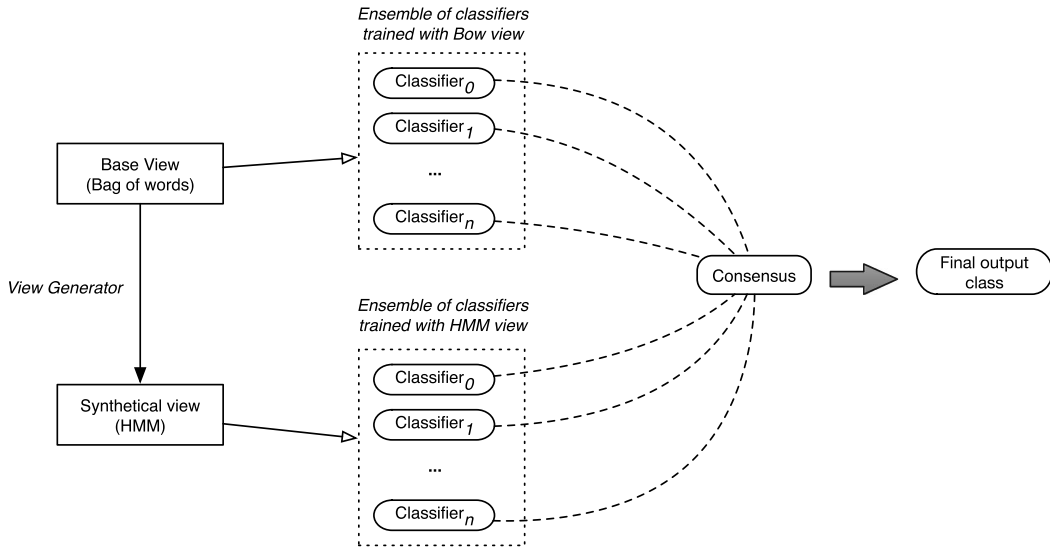 Ensemble of classifiers
trained with Bow view
Classifier0
Classifier1
...
Classifiern
Base View
(Bag of words)
View Generator
Synthetical view
(HMM)
Ensemble of classifiers
trained with HMM view
Classifier0
Classifier1
...
Classifiern
Consensus
Final output
class